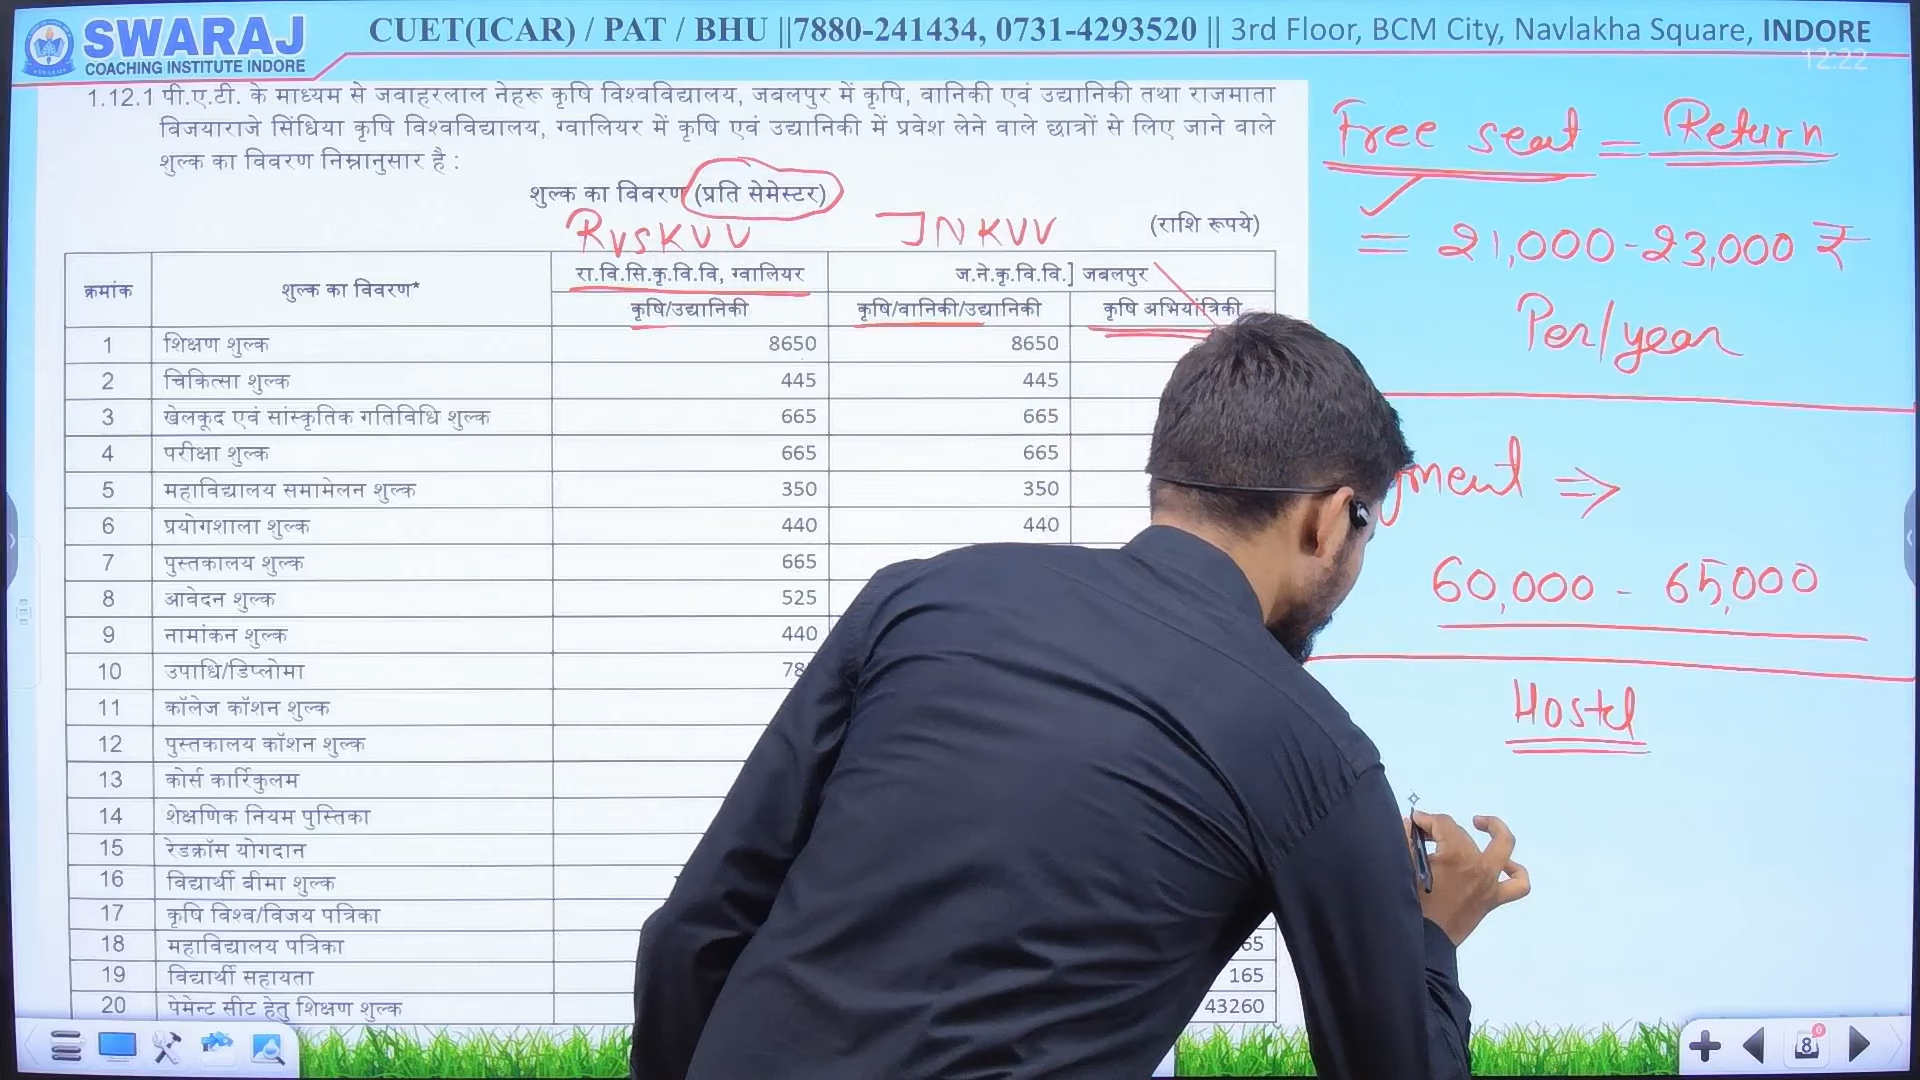 SWARAJ
COACHING INSTITUTE INDORE
CUET(ICAR) / PAT / BHU ||7880-241434, 0731-4293520 || 3rd Floor, BCM City, Navlakha Square, INDORE
12:22
1.12.1 पी.ए.टी. के माध्यम से जवाहरलाल नेहरू कृषि विश्वविद्यालय, जबलपुर में कृषि, वानिकी एवं उद्यानिकी तथा राजमाता
विजयाराजे सिंधिया कृषि विश्वविद्यालय, ग्वालियर में कृषि एवं उद्यानिकी में प्रवेश लेने वाले छात्रों से लिए जाने वाले
शुल्क का विवरण निम्नानुसार है :
शुल्क का विवरण (प्रति सेमेस्टर)
RVSKVV JNKVV (राशि रूपये)
क्रमांक शुल्क का विवरण* रा.वि.सि.कृ.वि.वि, ग्वालियर ज.ने.कृ.वि.वि.] जबलपुर
कृषि/उद्यानिकी कृषि/वानिकी/उद्यानिकी कृषि अभियांत्रिकी
1 शिक्षण शुल्क 8650 8650
2 चिकित्सा शुल्क 445 445
3 खेलकूद एवं सांस्कृतिक गतिविधि शुल्क 665 665
4 परीक्षा शुल्क 665 665
5 महाविद्यालय समामेलन शुल्क 350 350
6 प्रयोगशाला शुल्क 440 440
7 पुस्तकालय शुल्क 665
8 आवेदन शुल्क 525
9 नामांकन शुल्क 440
10 उपाधि/डिप्लोमा
11 कॉलेज कॉशन शुल्क
12 पुस्तकालय कॉशन शुल्क
13 कोर्स कार्रिकुलम
14 शेक्षणिक नियम पुस्तिका
15 रेडक्रॉस योगदान
16 विद्यार्थी बीमा शुल्क
17 कृषि विश्व/विजय पत्रिका
18 महाविद्यालय पत्रिका
19 विद्यार्थी सहायता 165
20 पेमेन्ट सीट हेतु शिक्षण शुल्क 43260
Free seat = Return
= 21,000-23,000 ₹
Per/year
yment ⇒
60,000 - 65,000
Hostel
8
0